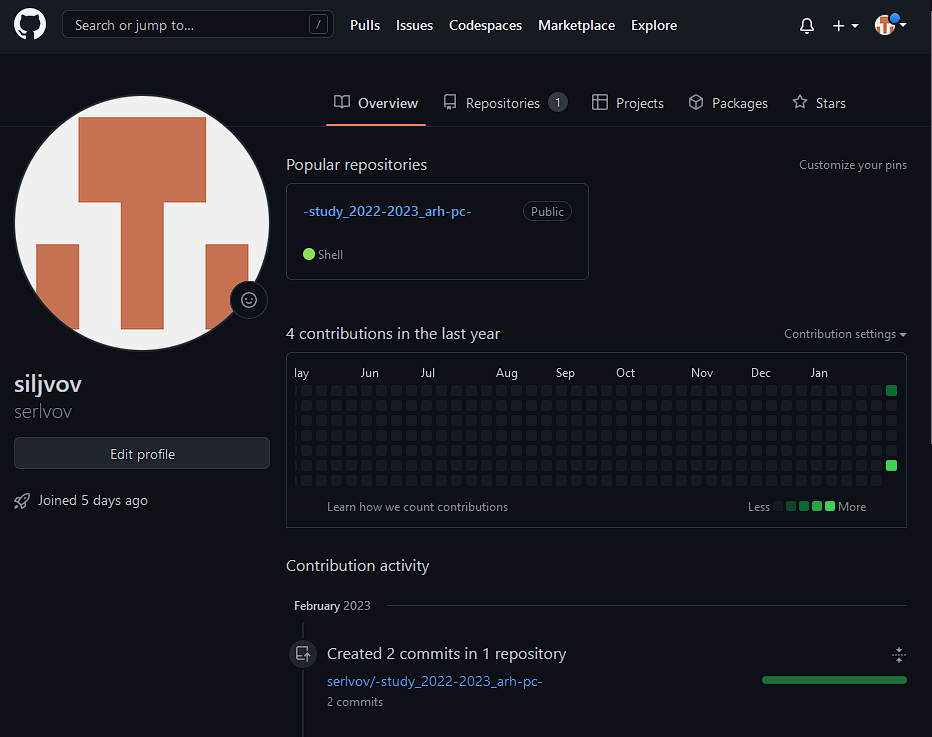 Search or jump to... / Pulls Issues Codespaces Marketplace Explore
Overview Repositories 1 Projects Packages Stars
Popular repositories Customize your pins
-study_2022-2023_arh-pc- Public
Shell
4 contributions in the last year Contribution settings
lay Jun Jul Aug Sep Oct Nov Dec Jan
siljvov
serlvov
Edit profile
Joined 5 days ago
Learn how we count contributions Less More
Contribution activity
February 2023
Created 2 commits in 1 repository
serlvov/-study_2022-2023_arh-pc-
2 commits